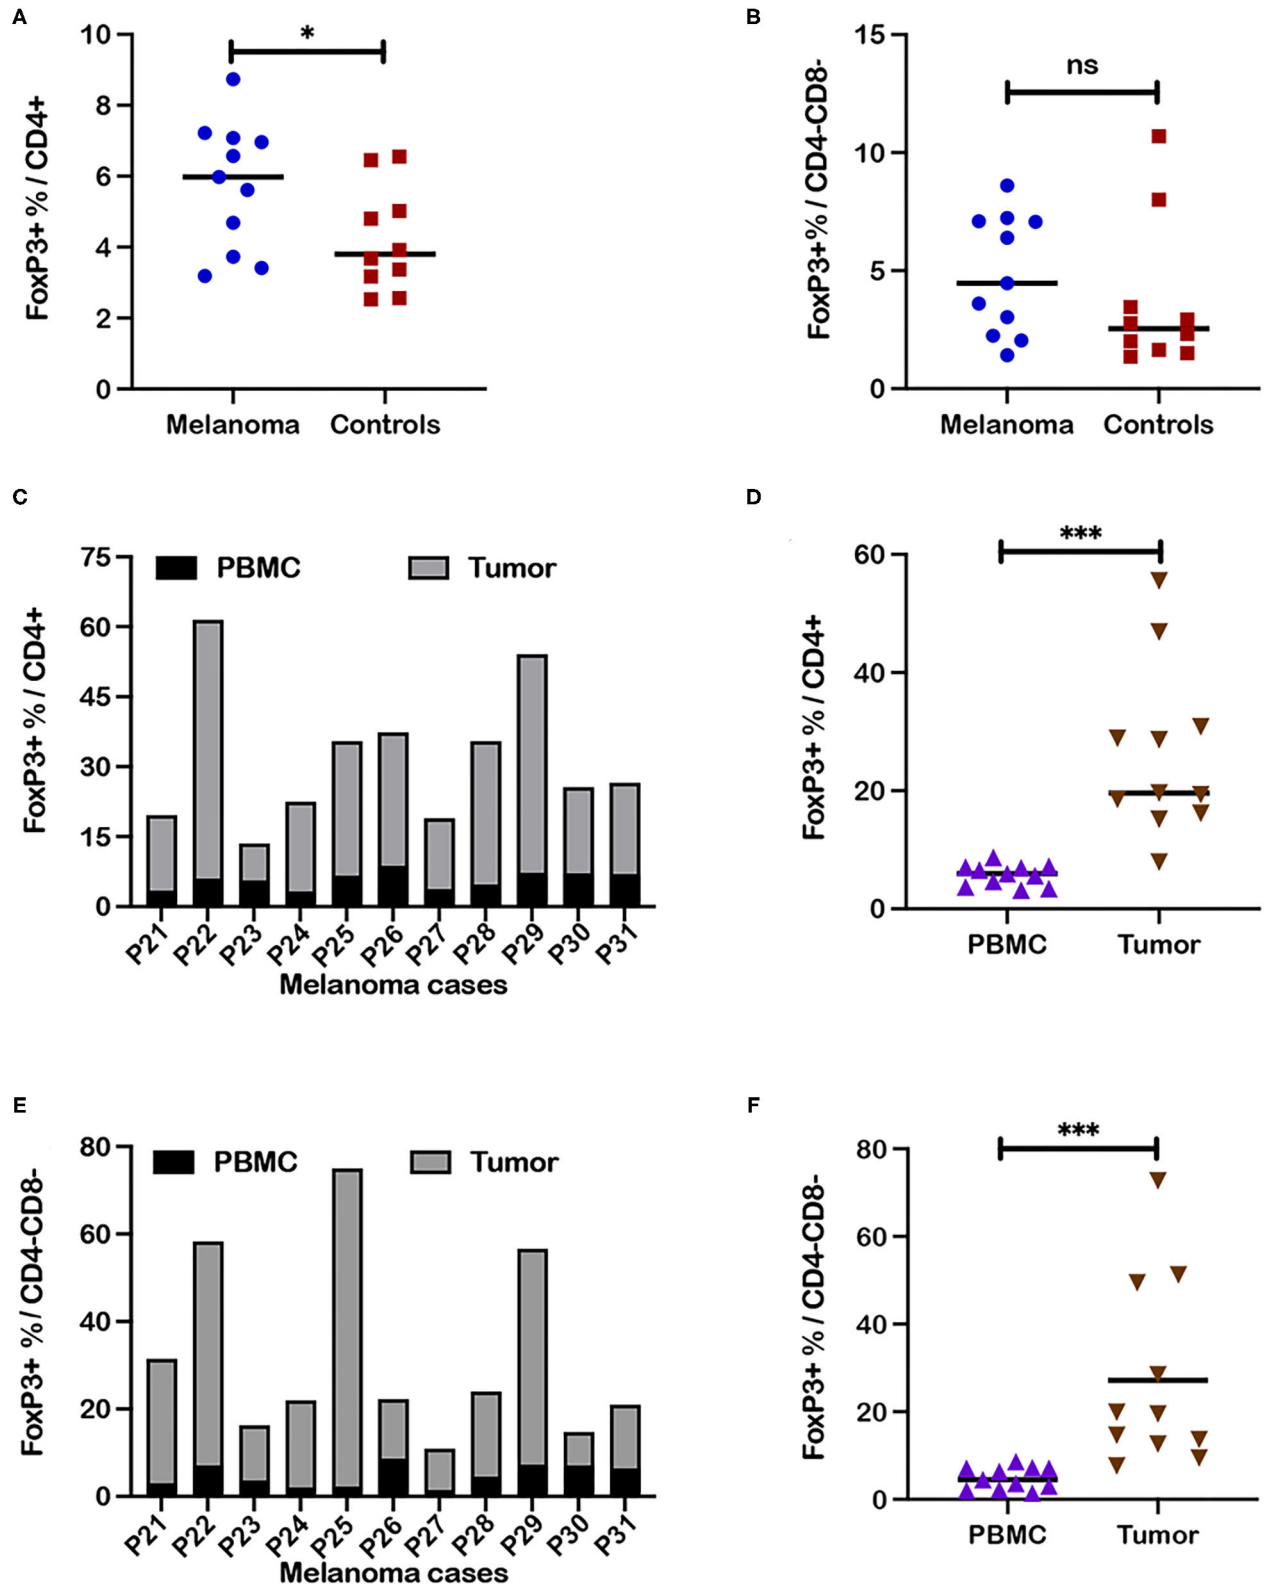 A
FoxP3+ % / CD4+
10
8
6
4
2
0
*
Melanoma Controls
B
FoxP3+% / CD4-CD8-
15
10
5
0
ns
Melanoma Controls
C
FoxP3+ % / CD4+
75
60
45
30
15
0
PBMC Tumor
P21 P22 P23 P24 P25 P26 P27 P28 P29 P30 P31
Melanoma cases
D
FoxP3+ % / CD4+
60
40
20
0
***
PBMC Tumor
E
FoxP3+ % / CD4-CD8-
80
60
40
20
0
PBMC Tumor
P21 P22 P23 P24 P25 P26 P27 P28 P29 P30 P31
Melanoma cases
F
FoxP3+ % / CD4-CD8-
80
60
40
20
0
***
PBMC Tumor